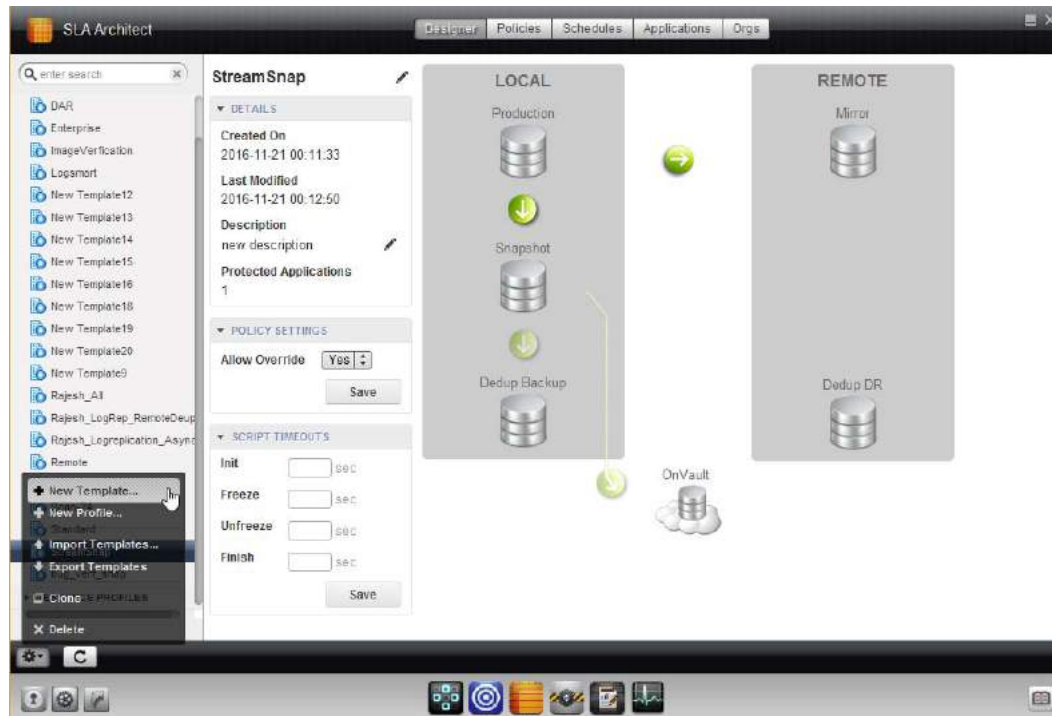 SLA Architect
Designer
Policies
Schedules
Applications
Orgs
enter search
DAR
Enterprise
ImageVerfication
Logsmart
New Template12
New Template13
New Template14
New Template15
New Template16
New Template18
New Template19
New Template20
New Template9
Rajesh_All
Rajesh_LogRep_RemoteDeup
Rajesh_Logreplication_Async
Remote
New Template...
New Profile...
Standard
Import Templates...
StreamSnap
Export Templates
Clone
PROFILES
Delete
StreamSnap
DETAILS
Created On
2016-11-21 00:11:33
Last Modified
2016-11-21 00:12:50
Description
new description
Protected Applications
1
POLICY SETTINGS
Allow Override Yes
Save
SCRIPT TIMEOUTS
Init sec
Freeze sec
Unfreeze sec
Finish sec
Save
LOCAL
Production
Snapshot
Dedup Backup
REMOTE
Mirror
Dedup DR
OnVault